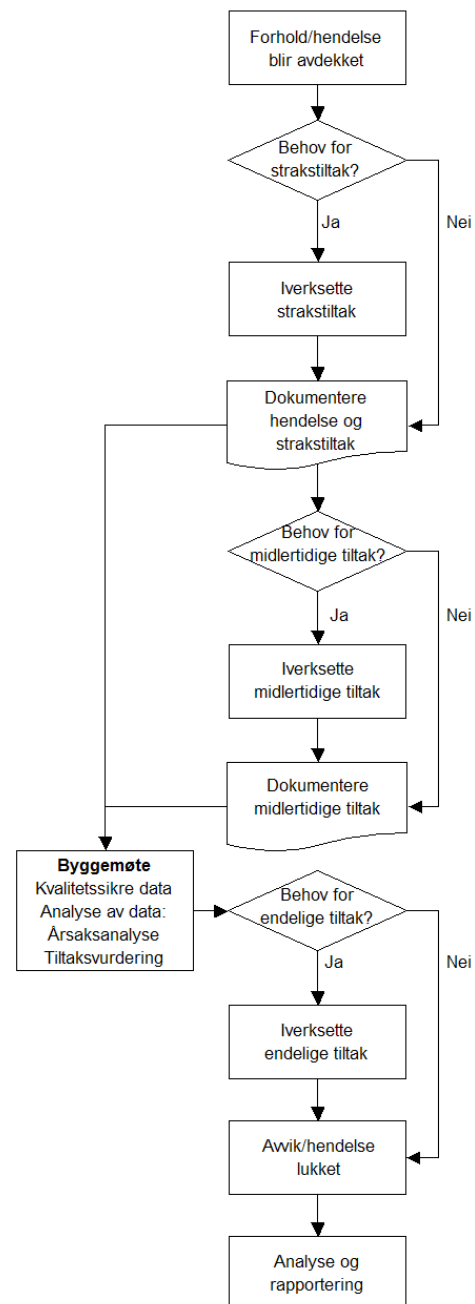 Forhold/hendelse
blir avdekket
Behov for
strakstiltak?
Ja
Nei
Iverksette
strakstiltak
Dokumentere
hendelse og
strakstiltak
Behov for
midlertidige tiltak?
Ja
Nei
Iverksette
midlertidige tiltak
Dokumentere
midlertidige tiltak
Byggemøte
Kvalitetssikre data
Analyse av data:
Årsaksanalyse
Tiltaksvurdering
Behov for
endelige tiltak?
Ja
Nei
Iverksette
endelige tiltak
Avvik/hendelse
lukket
Analyse og
rapportering